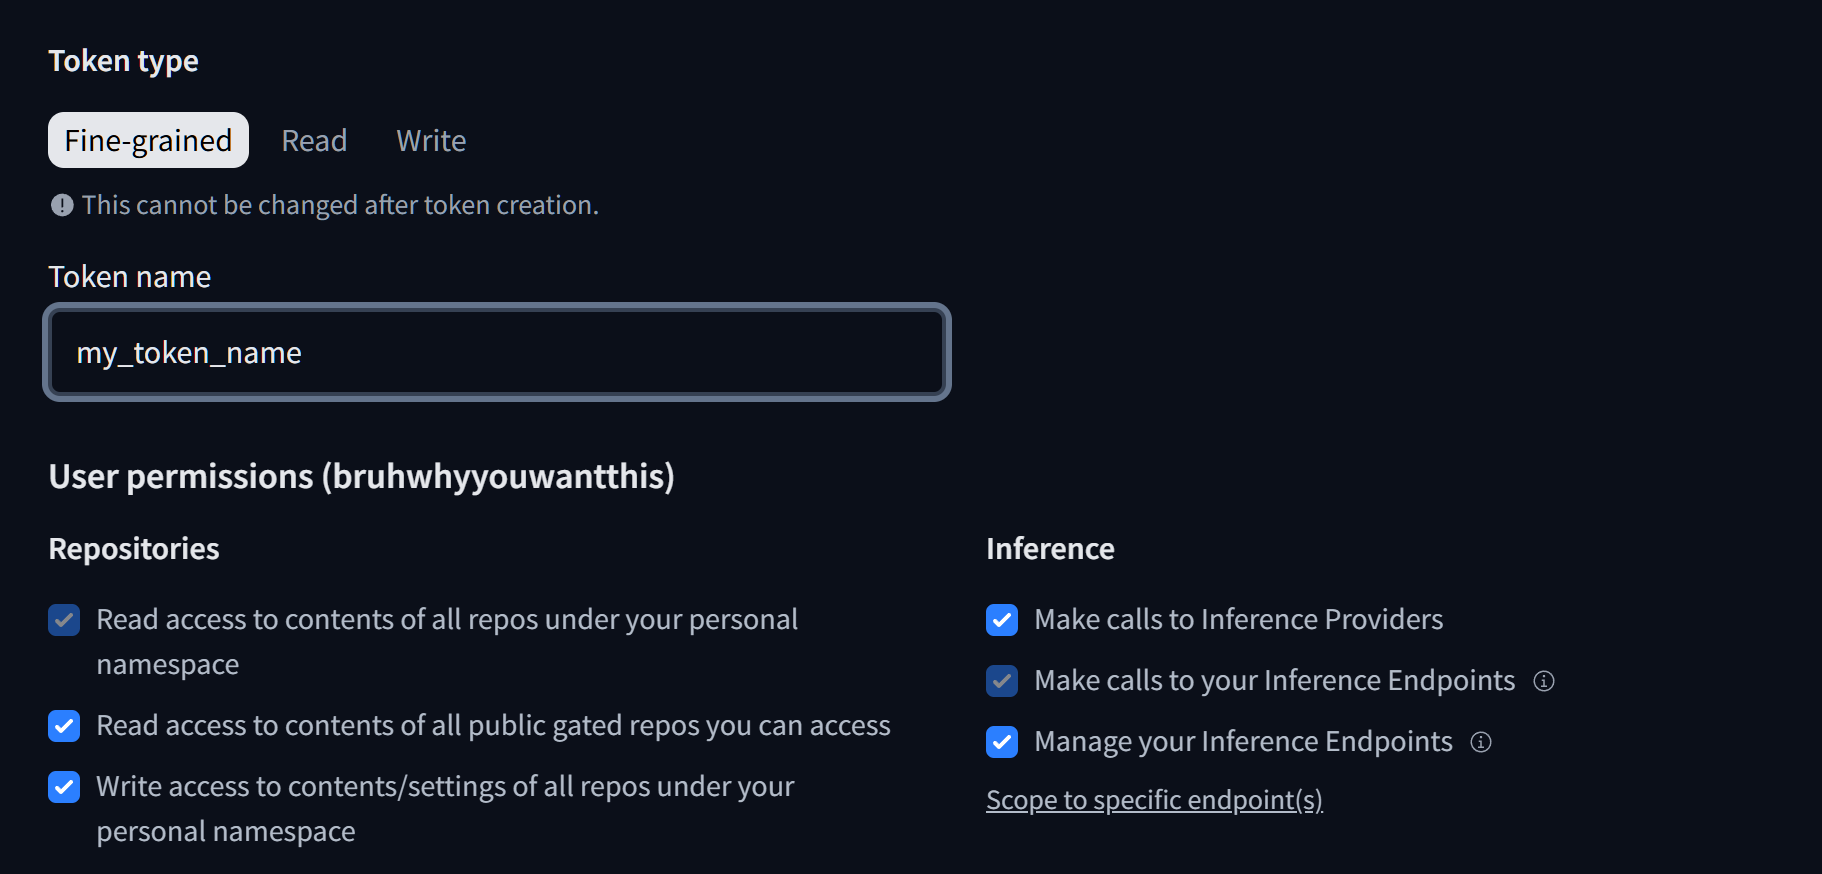 Token type
Fine-grained Read Write
This cannot be changed after token creation.
Token name
my_token_name
User permissions (bruhwhyyouwantthis)
Repositories
Read access to contents of all repos under your personal
namespace
Read access to contents of all public gated repos you can access
Write access to contents/settings of all repos under your
personal namespace
Inference
Make calls to Inference Providers
Make calls to your Inference Endpoints
Manage your Inference Endpoints
Scope to specific endpoint(s)